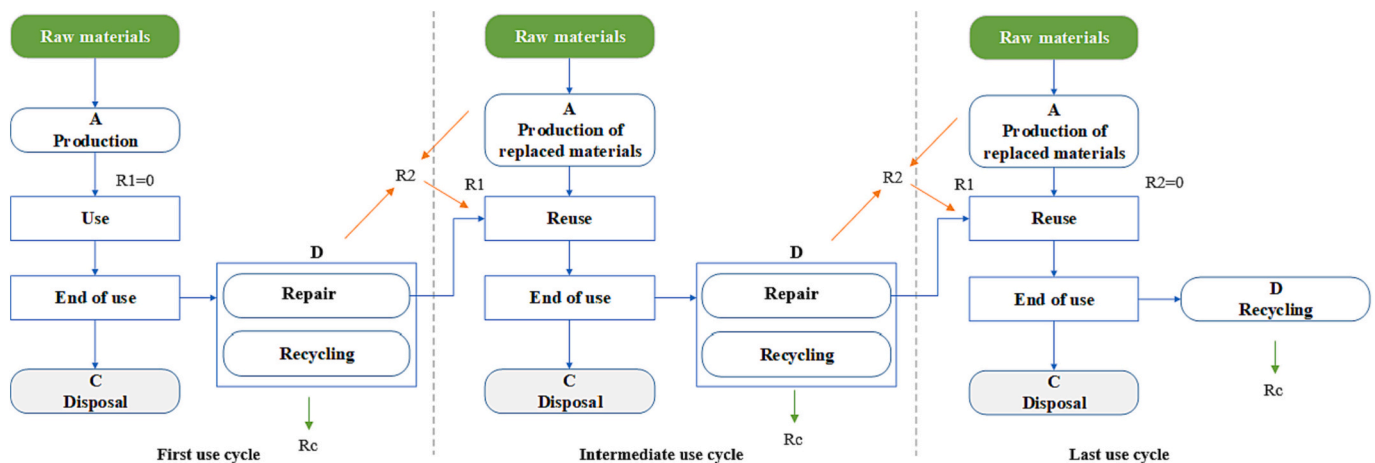 Raw materials
A
Production
R1=0
Use
End of use
C
Disposal
D
Repair
Recycling
Rc
First use cycle
Raw materials
A
Production of
replaced materials
R2
R1
Reuse
End of use
C
Disposal
D
Repair
Recycling
Rc
Intermediate use cycle
Raw materials
A
Production of
replaced materials
R2
R1
R2=0
Reuse
End of use
C
Disposal
D
Recycling
Rc
Last use cycle